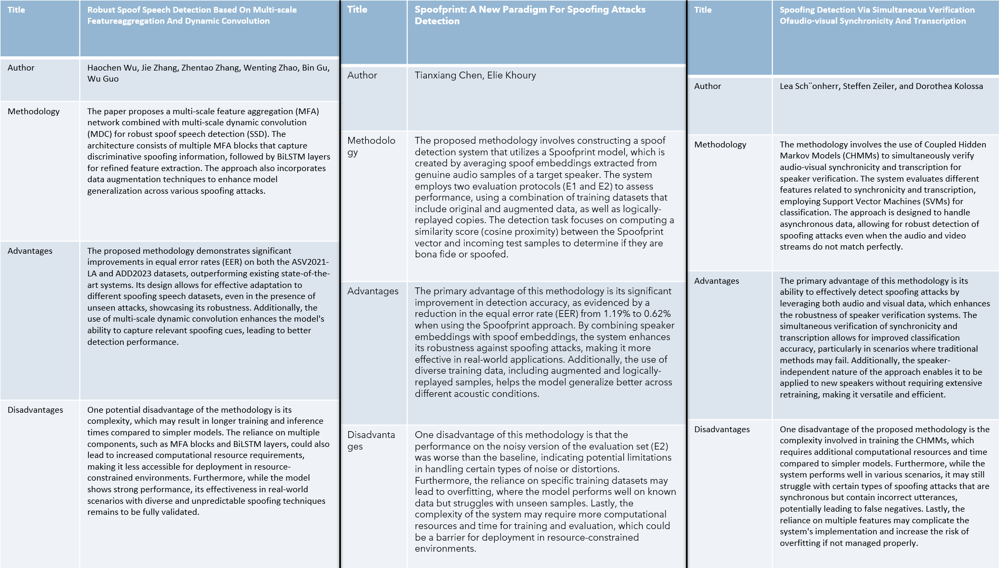 Title
Robust Spoof Speech Detection Based On Multi-scale
Featureaggregation And Dynamic Convolution
Author
Haochen Wu, Jie Zhang, Zhentao Zhang, Wenting Zhao, Bin Gu,
Wu Guo
Methodology
The paper proposes a multi-scale feature aggregation (MFA)
network combined with multi-scale dynamic convolution
(MDC) for robust spoof speech detection (SSD). The
architecture consists of multiple MFA blocks that capture
discriminative spoofing information, followed by BiLSTM layers
for refined feature extraction. The approach also incorporates
data augmentation techniques to enhance model
generalization across various spoofing attacks.
Advantages
The proposed methodology demonstrates significant
improvements in equal error rates (EER) on both the ASV2021-
LA and ADD2023 datasets, outperforming existing state-of-the-
art systems. Its design allows for effective adaptation to
different spoofing speech datasets, even in the presence of
unseen attacks, showcasing its robustness. Additionally, the
use of multi-scale dynamic convolution enhances the model's
ability to capture relevant spoofing cues, leading to better
detection performance.
Disadvantages
One potential disadvantage of the methodology is its
complexity, which may result in longer training and inference
times compared to simpler models. The reliance on multiple
components, such as MFA blocks and BiLSTM layers, could also
lead to increased computational resource requirements,
making it less accessible for deployment in resource-
constrained environments. Furthermore, while the model
shows strong performance, its effectiveness in real-world
scenarios with diverse and unpredictable spoofing techniques
remains to be fully validated.
Title
Spoofprint: A New Paradigm For Spoofing Attacks
Detection
Author
Tianxiang Chen, Elie Khoury
Methodolo
gy
The proposed methodology involves constructing a spoof
detection system that utilizes a Spoofprint model, which is
created by averaging spoof embeddings extracted from
genuine audio samples of a target speaker. The system
employs two evaluation protocols (E1 and E2) to assess
performance, using a combination of training datasets that
include original and augmented data, as well as logically-
replayed copies. The detection task focuses on computing a
similarity score (cosine proximity) between the Spoofprint
vector and incoming test samples to determine if they are
bona fide or spoofed.
Advantages
The primary advantage of this methodology is its significant
improvement in detection accuracy, as evidenced by a
reduction in the equal error rate (EER) from 1.19% to 0.62%
when using the Spoofprint approach. By combining speaker
embeddings with spoof embeddings, the system enhances
its robustness against spoofing attacks, making it more
effective in real-world applications. Additionally, the use of
diverse training data, including augmented and logically-
replayed samples, helps the model generalize better across
different acoustic conditions.
Disadvanta
ges
One disadvantage of this methodology is that the
performance on the noisy version of the evaluation set (E2)
was worse than the baseline, indicating potential limitations
in handling certain types of noise or distortions.
Furthermore, the reliance on specific training datasets may
lead to overfitting, where the model performs well on known
data but struggles with unseen samples. Lastly, the
complexity of the system may require more computational
resources and time for training and evaluation, which could
be a barrier for deployment in resource-constrained
environments.
Title
Spoofing Detection Via Simultaneous Verification
Ofaudio-visual Synchronicity And Transcription
Author
Lea Sch¨onherr, Steffen Zeiler, and Dorothea Kolossa
Methodology
The methodology involves the use of Coupled Hidden
Markov Models (CHMMs) to simultaneously verify
audio-visual synchronicity and transcription for
speaker verification. The system evaluates different
features related to synchronicity and transcription,
employing Support Vector Machines (SVMs) for
classification. The approach is designed to handle
asynchronous data, allowing for robust detection of
spoofing attacks even when the audio and video
streams do not match perfectly.
Advantages
The primary advantage of this methodology is its
ability to effectively detect spoofing attacks by
leveraging both audio and visual data, which enhances
the robustness of speaker verification systems. The
simultaneous verification of synchronicity and
transcription allows for improved classification
accuracy, particularly in scenarios where traditional
methods may fail. Additionally, the speaker-
independent nature of the approach enables it to be
applied to new speakers without requiring extensive
retraining, making it versatile and efficient.
Disadvantages
One disadvantage of the proposed methodology is the
complexity involved in training the CHMMs, which
requires additional computational resources and time
compared to simpler models. Furthermore, while the
system performs well in various scenarios, it may still
struggle with certain types of spoofing attacks that are
synchronous but contain incorrect utterances,
potentially leading to false negatives. Lastly, the
reliance on multiple features may complicate the
system's implementation and increase the risk of
overfitting if not managed properly.